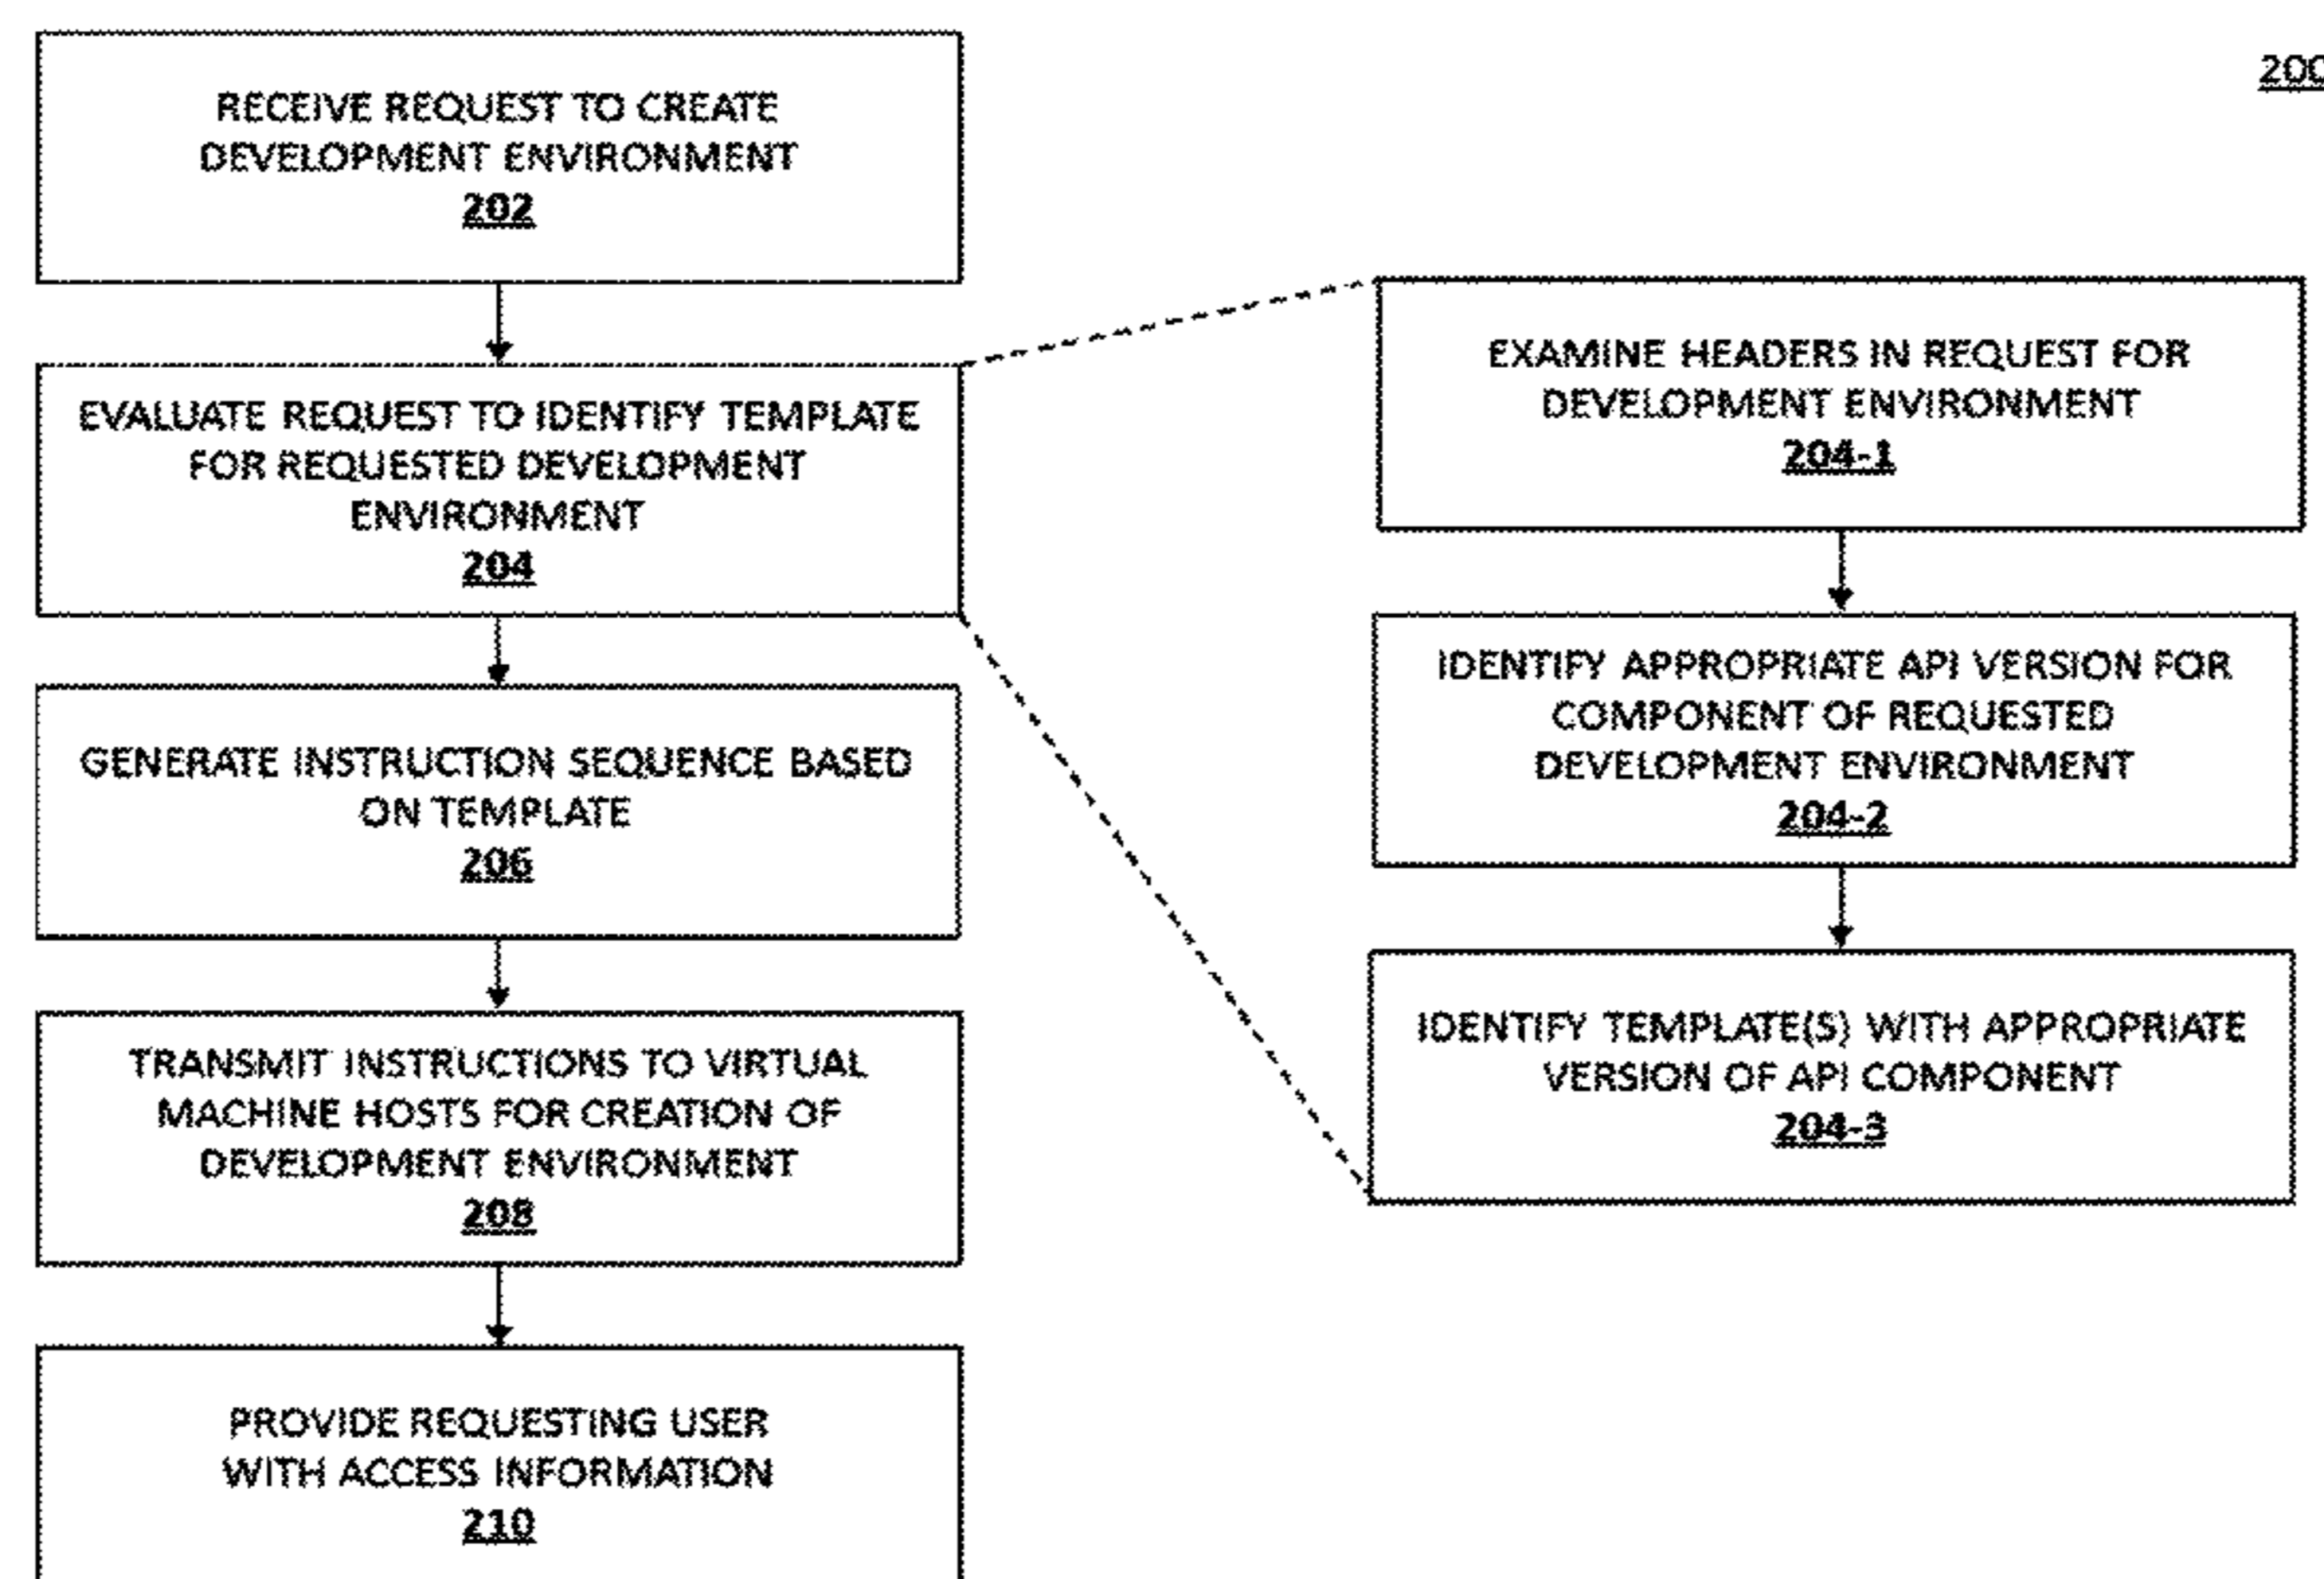 200
RECEIVE REQUEST TO CREATE
DEVELOPMENT ENVIRONMENT
202
EVALUATE REQUEST TO IDENTIFY TEMPLATE
FOR REQUESTED DEVELOPMENT
ENVIRONMENT
204
GENERATE INSTRUCTION SEQUENCE BASED
ON TEMPLATE
206
TRANSMIT INSTRUCTIONS TO VIRTUAL
MACHINE HOSTS FOR CREATION OF
DEVELOPMENT ENVIRONMENT
208
PROVIDE REQUESTING USER
WITH ACCESS INFORMATION
210
EXAMINE HEADERS IN REQUEST FOR
DEVELOPMENT ENVIRONMENT
204-1
IDENTIFY APPROPRIATE API VERSION FOR
COMPONENT OF REQUESTED
DEVELOPMENT ENVIRONMENT
204-2
IDENTIFY TEMPLATE(S) WITH APPROPRIATE
VERSION OF API COMPONENT
204-3